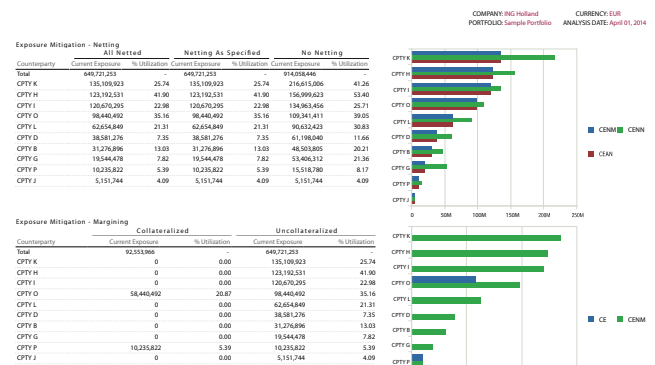 COMPANY: ING Holland CURRENCY: EUR
PORTFOLIO: Sample Portfolio ANALYSIS DATE: April 01, 2014
Exposure Mitigation - Netting
All Netted Netting As Specified No Netting
Counterparty Current Exposure % Utilization Current Exposure % Utilization Current Exposure % Utilization
Total 649,721,253 – 649,721,253 – 914,058,446 –
CPTY K 135,109,923 25.74 135,109,923 25.74 216,615,006 41.26
CPTY H 123,192,531 41.90 123,192,531 41.90 156,999,623 53.40
CPTY I 120,670,295 22.98 120,670,295 22.98 134,963,456 25.71
CPTY O 98,440,492 35.16 98,440,492 35.16 109,341,411 39.05
CPTY L 62,654,849 21.31 62,654,849 21.31 90,632,423 30.83
CPTY D 38,581,276 7.35 38,581,276 7.35 61,198,040 11.66
CPTY B 31,276,896 13.03 31,276,896 13.03 48,503,805 20.21
CPTY G 19,544,478 7.82 19,544,478 7.82 53,406,312 21.36
CPTY P 10,235,822 5.39 10,235,822 5.39 15,518,780 8.17
CPTY J 5,151,744 4.09 5,151,744 4.09 5,151,744 4.09
CPTY K
CPTY H
CPTY I
CPTY O
CPTY L
CPTY D
CPTY B
CPTY G
CPTY P
CPTY J
0 50M 100M 150M 200M 250M
CENM CENN
CEAN
Exposure Mitigation - Margining
Collateralized Uncollateralized
Counterparty Current Exposure % Utilization Current Exposure % Utilization
Total 92,553,966 – 649,721,253 –
CPTY K 0 0.00 135,109,923 25.74
CPTY H 0 0.00 123,192,531 41.90
CPTY I 0 0.00 120,670,295 22.98
CPTY O 58,440,492 20.87 98,440,492 35.16
CPTY L 0 0.00 62,654,849 21.31
CPTY D 0 0.00 38,581,276 7.35
CPTY B 0 0.00 31,276,896 13.03
CPTY G 0 0.00 19,544,478 7.82
CPTY P 10,235,822 5.39 10,235,822 5.39
CPTY J 0 0.00 5,151,744 4.09
CPTY K
CPTY H
CPTY I
CPTY O
CPTY L
CPTY D
CPTY B
CPTY G
CPTY P
CE CENM